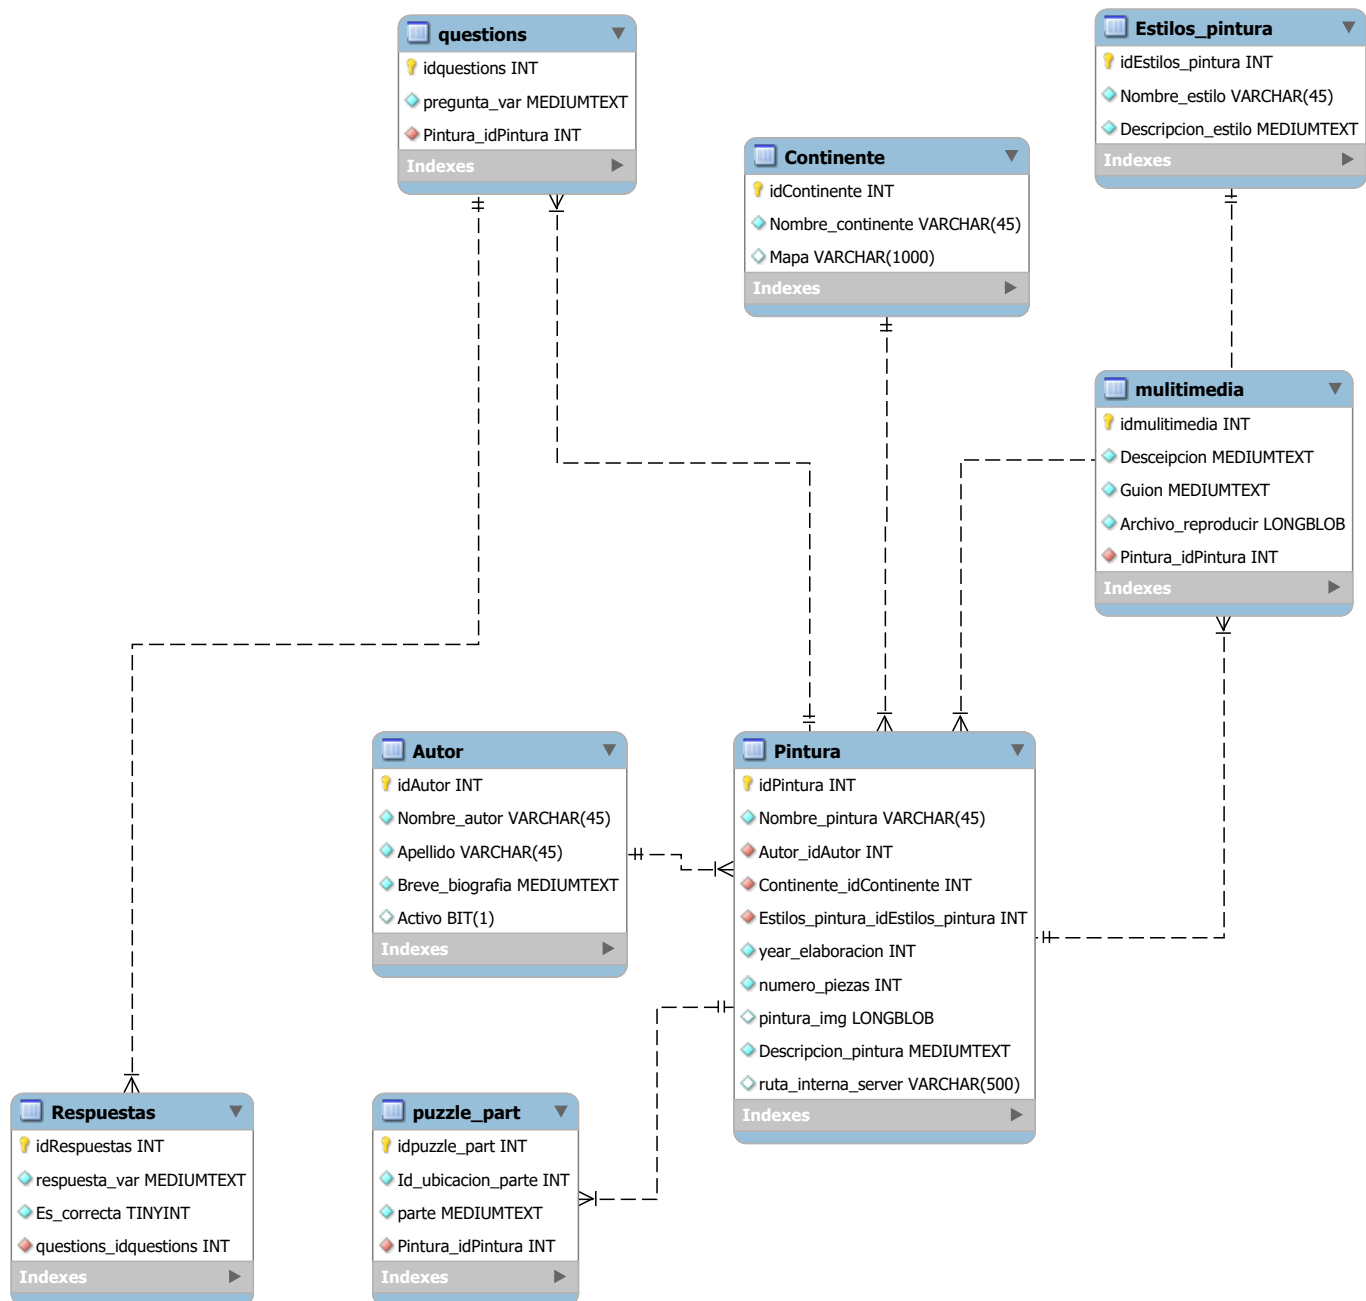 questions
idquestions INT
pregunta_var MEDIUMTEXT
Pintura_idPintura INT
Indexes
Estilos_pintura
idEstilos_pintura INT
Nombre_estilo VARCHAR(45)
Descripcion_estilo MEDIUMTEXT
Indexes
Continente
idContinente INT
Nombre_continente VARCHAR(45)
Mapa VARCHAR(1000)
Indexes
mulitimedia
idmulitimedia INT
Desceipcion MEDIUMTEXT
Guion MEDIUMTEXT
Archivo_reproducir LONGBLOB
Pintura_idPintura INT
Indexes
Autor
idAutor INT
Nombre_autor VARCHAR(45)
Apellido VARCHAR(45)
Breve_biografia MEDIUMTEXT
Activo BIT(1)
Indexes
Pintura
idPintura INT
Nombre_pintura VARCHAR(45)
Autor_idAutor INT
Continente_idContinente INT
Estilos_pintura_idEstilos_pintura INT
year_elaboracion INT
numero_piezas INT
pintura_img LONGBLOB
Descripcion_pintura MEDIUMTEXT
ruta_interna_server VARCHAR(500)
Indexes
Respuestas
idRespuestas INT
respuesta_var MEDIUMTEXT
Es_correcta TINYINT
questions_idquestions INT
Indexes
puzzle_part
idpuzzle_part INT
Id_ubicacion_parte INT
parte MEDIUMTEXT
Pintura_idPintura INT
Indexes